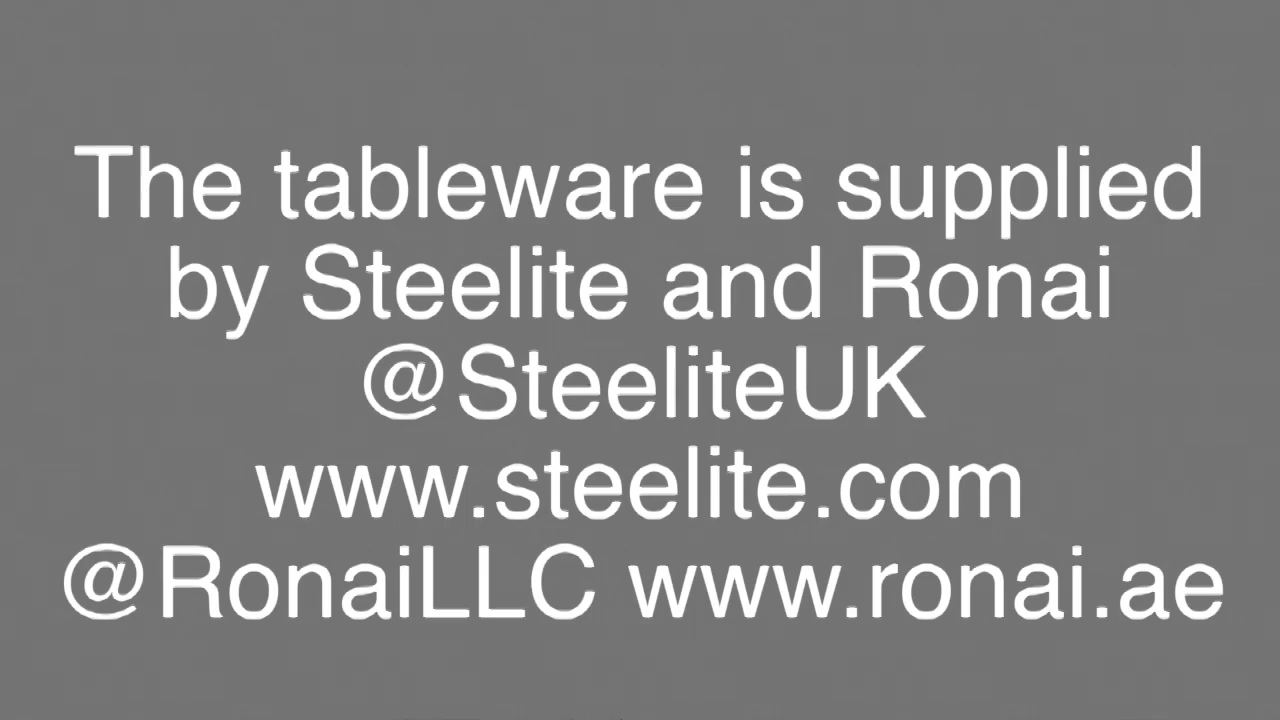 The tableware is supplied
by Steelite and Ronai
@SteeliteUK
www.steelite.com
@RonaiLLC www.ronai.ae